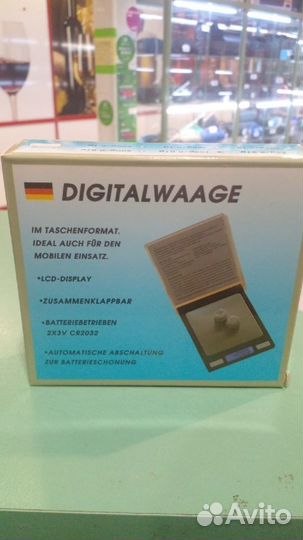 DIGITALWAAGE
IM TASCHENFORMAT.
IDEAL AUCH FÜR DEN
MOBILEN EINSATZ.
•LCD-DISPLAY
•ZUSAMMENKLAPPBAR
•BATTERIEBETRIEBEN
2X3V CR2032
•AUTOMATISCHE ABSCHALTUNG
ZUR BATTERIESCHONUNG
Avito